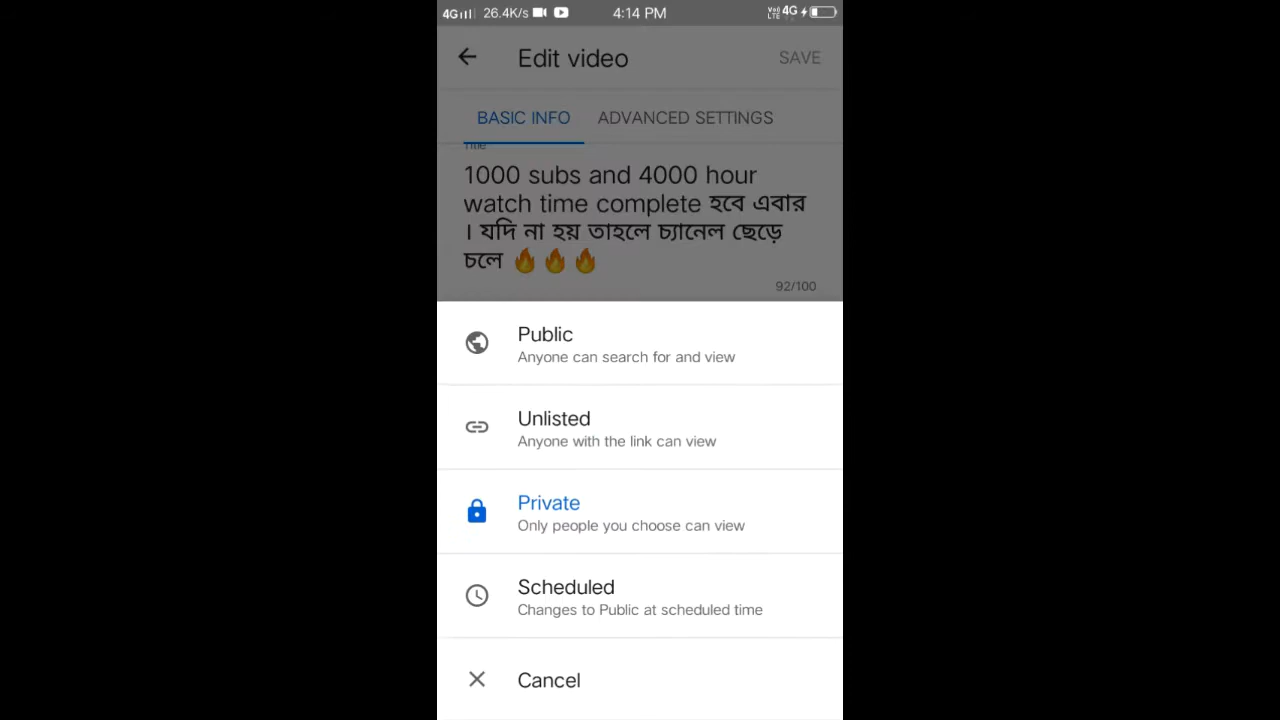 4G 26.4K/s 4:14 PM VoLTE 4G
Edit video SAVE
BASIC INFO ADVANCED SETTINGS
Title
1000 subs and 4000 hour
watch time complete হবে এবার
। যদি না হয় তাহলে চ্যানেল ছেড়ে
চলে 🔥🔥🔥
92/100
Public
Anyone can search for and view
Unlisted
Anyone with the link can view
Private
Only people you choose can view
Scheduled
Changes to Public at scheduled time
Cancel